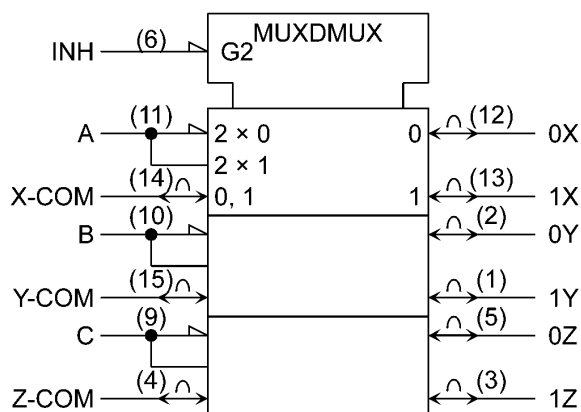 MUXDMUX
INH (6) G2
A (11) 2 × 0 0 (12) 0X
2 × 1
X-COM (14) ∩ 0, 1 1 ∩ (13) 1X
B (10) ∩ (2) 0Y
Y-COM (15) ∩ ∩ (1) 1Y
C (9) ∩ (5) 0Z
Z-COM (4) ∩ ∩ (3) 1Z